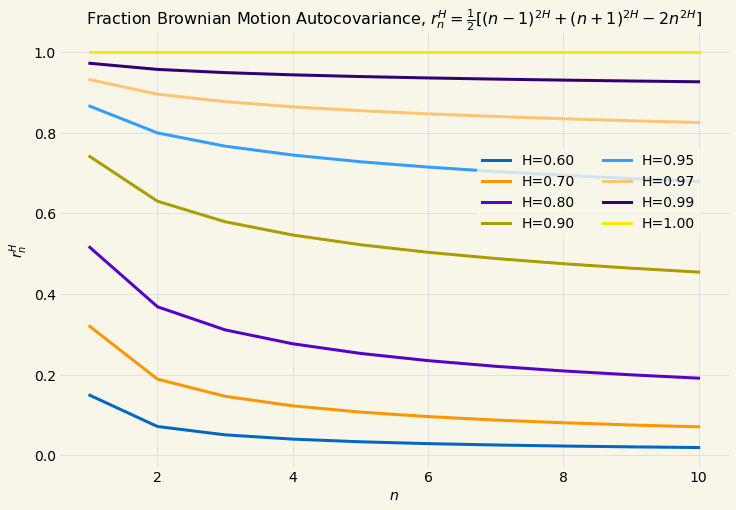 Fraction Brownian Motion Autocovariance, $r_n^H = \frac{1}{2}[(n-1)^{2H} + (n+1)^{2H} - 2n^{2H}]$
1.0
0.8
0.6
0.4
0.2
0.0
$r_n^H$
H=0.60 H=0.95
H=0.70 H=0.97
H=0.80 H=0.99
H=0.90 H=1.00
2 4 6 8 10
n